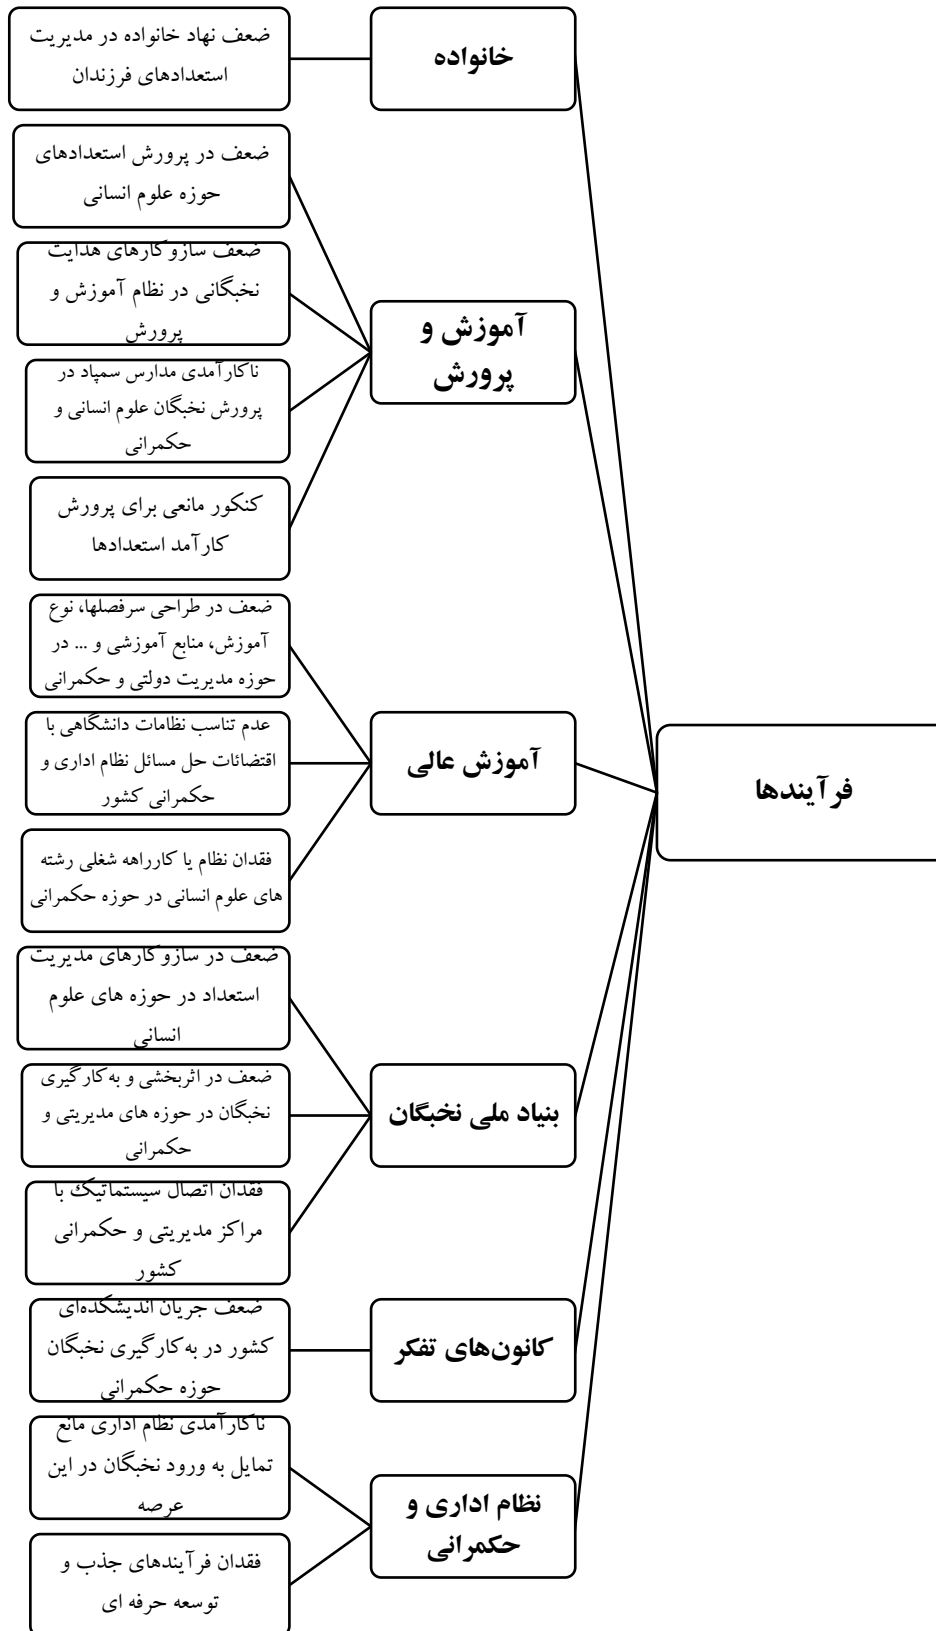 فرآیندها
خانواده
ضعف نهاد خانواده در مدیریت
استعدادهای فرزندان
آموزش و
پرورش
ضعف در پرورش استعدادهای
حوزه علوم انسانی
ضعف سازوکارهای هدایت
نخبگانی در نظام آموزش و
پرورش
ناکارآمدی مدارس سمپاد در
پرورش نخبگان علوم انسانی و
حکمرانی
کنکور مانعی برای پرورش
کارآمد استعدادها
آموزش عالی
ضعف در طراحی سرفصلها، نوع
آموزش، منابع آموزشی و ... در
حوزه مدیریت دولتی و حکمرانی
عدم تناسب نظامات دانشگاهی با
اقتضائات حل مسائل نظام اداری و
حکمرانی کشور
فقدان نظام یا کارراهه شغلی رشته
های علوم انسانی در حوزه حکمرانی
بنیاد ملی نخبگان
ضعف در سازوکارهای مدیریت
استعداد در حوزه های علوم
انسانی
ضعف در اثربخشی و به‌کارگیری
نخبگان در حوزه های مدیریتی و
حکمرانی
فقدان اتصال سیستماتیک با
مراکز مدیریتی و حکمرانی
کشور
کانون‌های تفکر
ضعف جریان اندیشکده‌ای
کشور در به‌کارگیری نخبگان
حوزه حکمرانی
نظام اداری و
حکمرانی
ناکارآمدی نظام اداری مانع
تمایل به ورود نخبگان در این
عرصه
فقدان فرآیندهای جذب و
توسعه حرفه ای